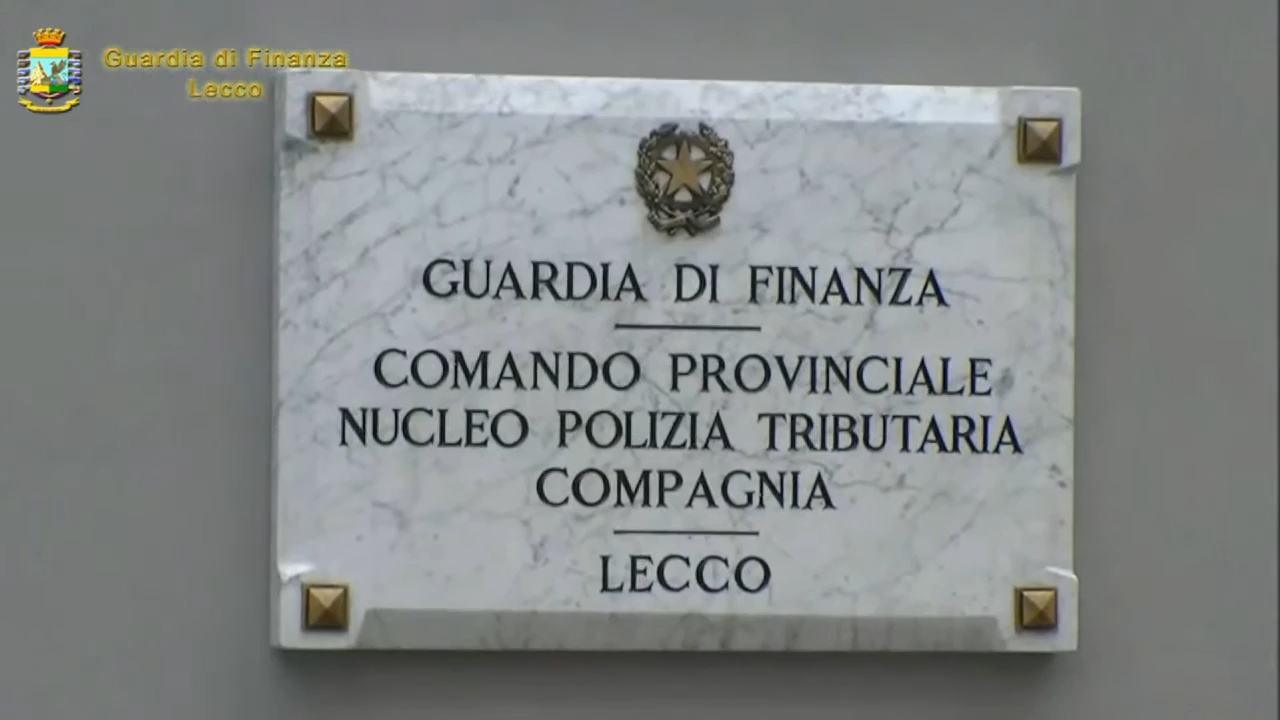 Guardia di Finanza
Lecco
GUARDIA DI FINANZA
COMANDO PROVINCIALE
NUCLEO POLIZIA TRIBUTARIA
COMPAGNIA
LECCO